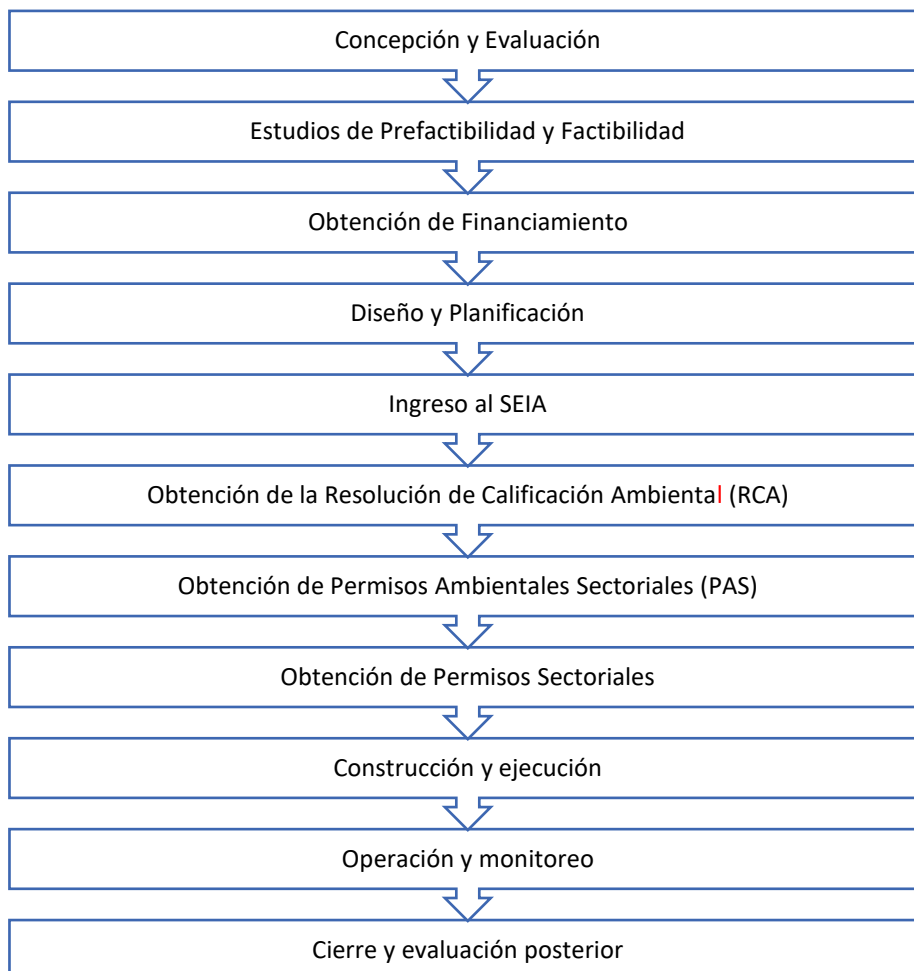 Concepción y Evaluación
Estudios de Prefactibilidad y Factibilidad
Obtención de Financiamiento
Diseño y Planificación
Ingreso al SEIA
Obtención de la Resolución de Calificación Ambiental (RCA)
Obtención de Permisos Ambientales Sectoriales (PAS)
Obtención de Permisos Sectoriales
Construcción y ejecución
Operación y monitoreo
Cierre y evaluación posterior